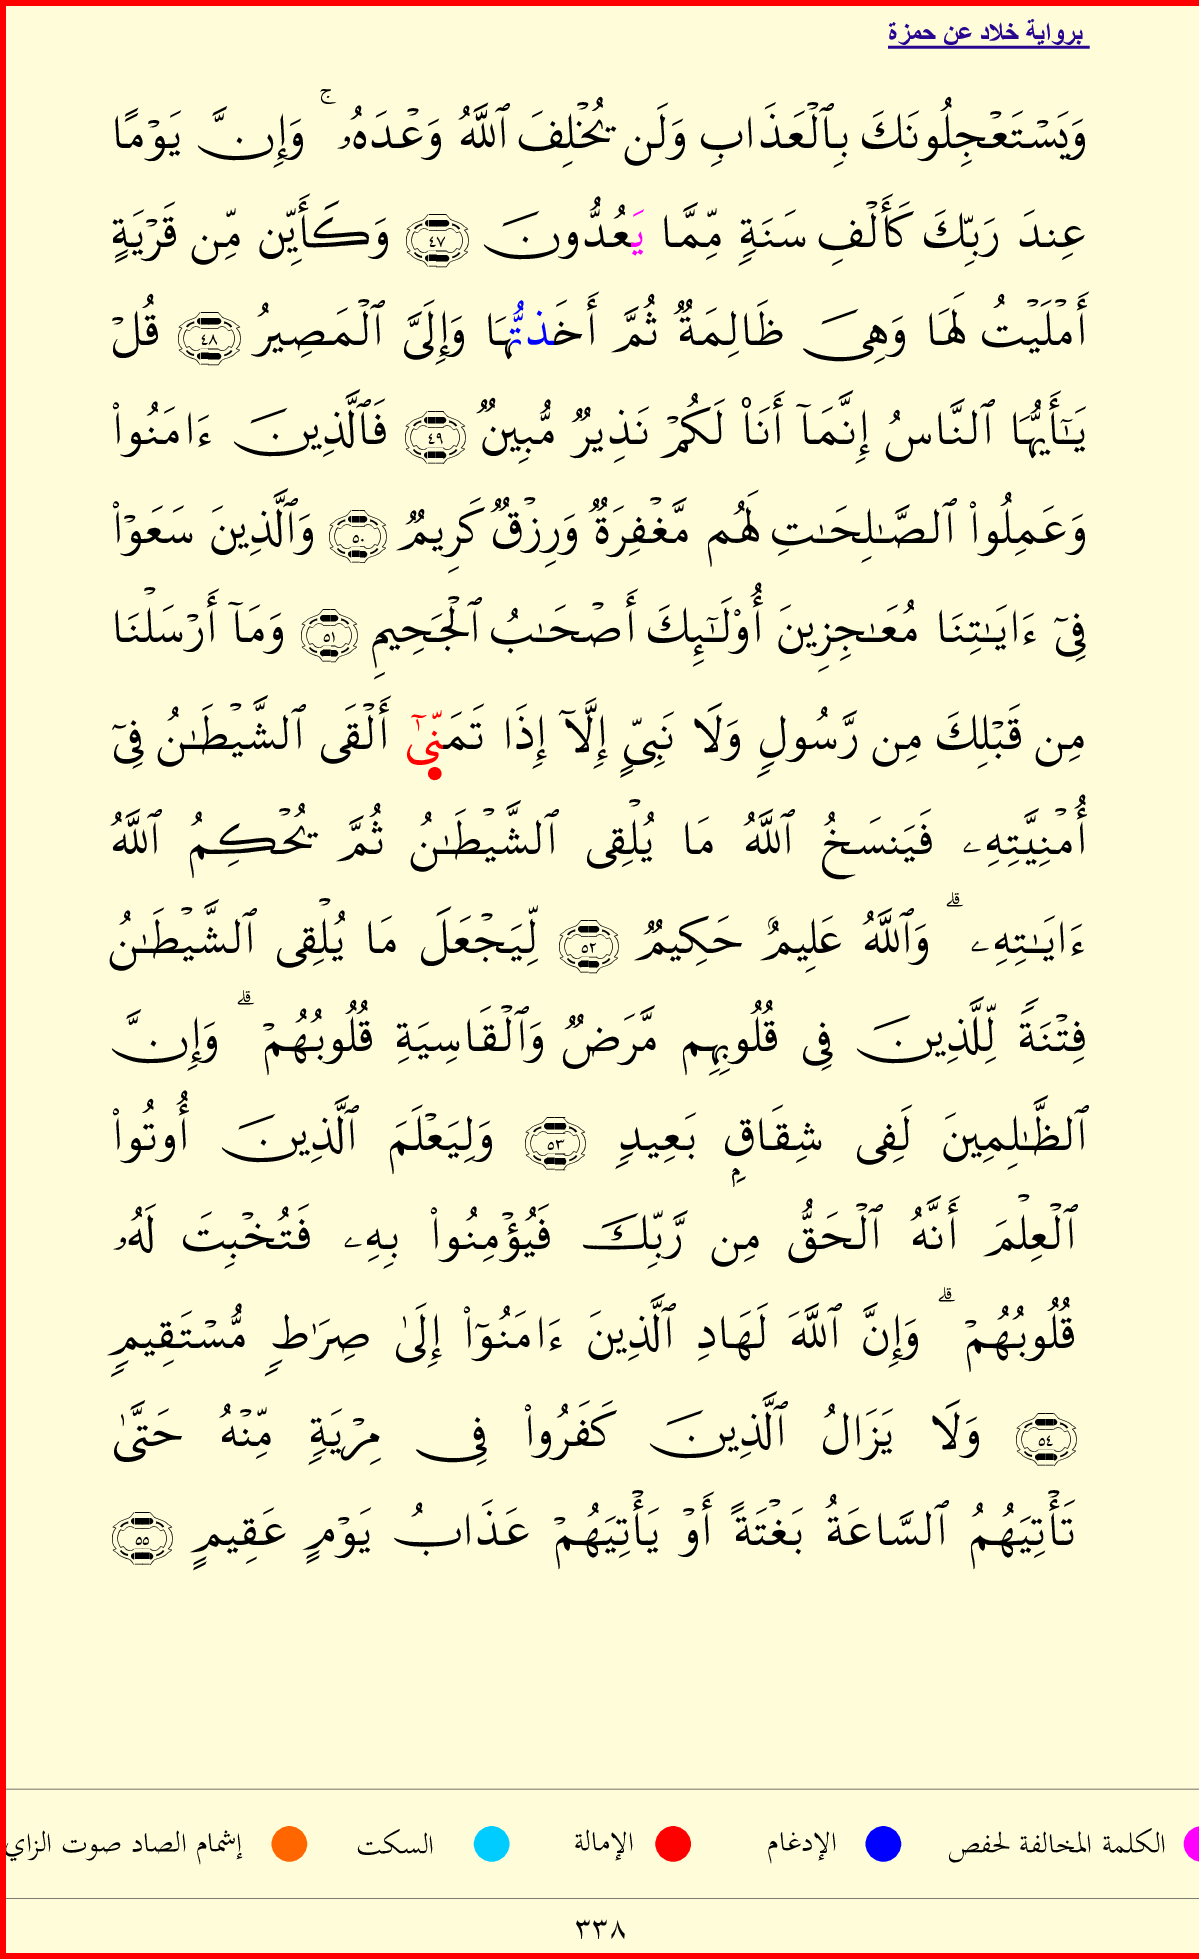 برواية خلاد عن حمزة
وَيَسۡتَعۡجِلُونَكَ بِٱلۡعَذَابِ وَلَن يُخۡلِفَ ٱللَّهُ وَعۡدَهُۥۚ وَإِنَّ يَوۡمًا
عِندَ رَبِّكَ كَأَلۡفِ سَنَةٖ مِّمَّا يَعُدُّونَ ٤٧ وَكَأَيِّن مِّن قَرۡيَةٍ
أَمۡلَيۡتُ لَهَا وَهِيَ ظَالِمَةٞ ثُمَّ أَخَذتُّهَا وَإِلَيَّ ٱلۡمَصِيرُ ٤٨ قُلۡ
يَٰٓأَيُّهَا ٱلنَّاسُ إِنَّمَآ أَنَا۠ لَكُمۡ نَذِيرٞ مُّبِينٞ ٤٩ فَٱلَّذِينَ ءَامَنُواْ
وَعَمِلُواْ ٱلصَّٰلِحَٰتِ لَهُم مَّغۡفِرَةٞ وَرِزۡقٞ كَرِيمٞ ٥٠ وَٱلَّذِينَ سَعَوۡاْ
فِيٓ ءَايَٰتِنَا مُعَٰجِزِينَ أُوْلَٰٓئِكَ أَصۡحَٰبُ ٱلۡجَحِيمِ ٥١ وَمَآ أَرۡسَلۡنَا
مِن قَبۡلِكَ مِن رَّسُولٖ وَلَا نَبِيٍّ إِلَّآ إِذَا تَمَنّٜىٓ أَلۡقَى ٱلشَّيۡطَٰنُ فِيٓ
أُمۡنِيَّتِهِۦ فَيَنسَخُ ٱللَّهُ مَا يُلۡقِي ٱلشَّيۡطَٰنُ ثُمَّ يُحۡكِمُ ٱللَّهُ
ءَايَٰتِهِۦۗ وَٱللَّهُ عَلِيمٌ حَكِيمٞ ٥٢ لِّيَجۡعَلَ مَا يُلۡقِي ٱلشَّيۡطَٰنُ
فِتۡنَةٗ لِّلَّذِينَ فِي قُلُوبِهِم مَّرَضٞ وَٱلۡقَاسِيَةِ قُلُوبُهُمۡۗ وَإِنَّ
ٱلظَّٰلِمِينَ لَفِي شِقَاقِۭ بَعِيدٖ ٥٣ وَلِيَعۡلَمَ ٱلَّذِينَ أُوتُواْ
ٱلۡعِلۡمَ أَنَّهُ ٱلۡحَقُّ مِن رَّبِّكَ فَيُؤۡمِنُواْ بِهِۦ فَتُخۡبِتَ لَهُۥ
قُلُوبُهُمۡۗ وَإِنَّ ٱللَّهَ لَهَادِ ٱلَّذِينَ ءَامَنُوٓاْ إِلَىٰ صِرَٰطٖ مُّسۡتَقِيمٖ
٥٤ وَلَا يَزَالُ ٱلَّذِينَ كَفَرُواْ فِي مِرۡيَةٖ مِّنۡهُ حَتَّىٰ
تَأۡتِيَهُمُ ٱلسَّاعَةُ بَغۡتَةً أَوۡ يَأۡتِيَهُمۡ عَذَابُ يَوۡمٍ عَقِيمٍ ٥٥
الكلمة المخالفة لحفص الإدغام الإمالة السكت إشمام الصاد صوت الزاي
٣٣٨